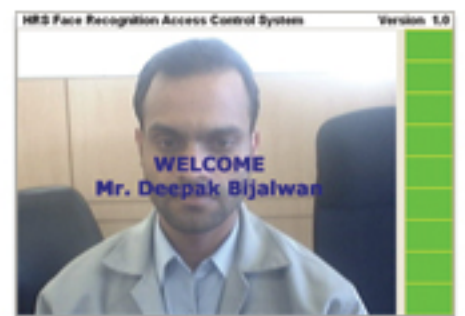 HRS Face Recognition Access Control System Version 1.0
WELCOME
Mr. Deepak Bijalwan